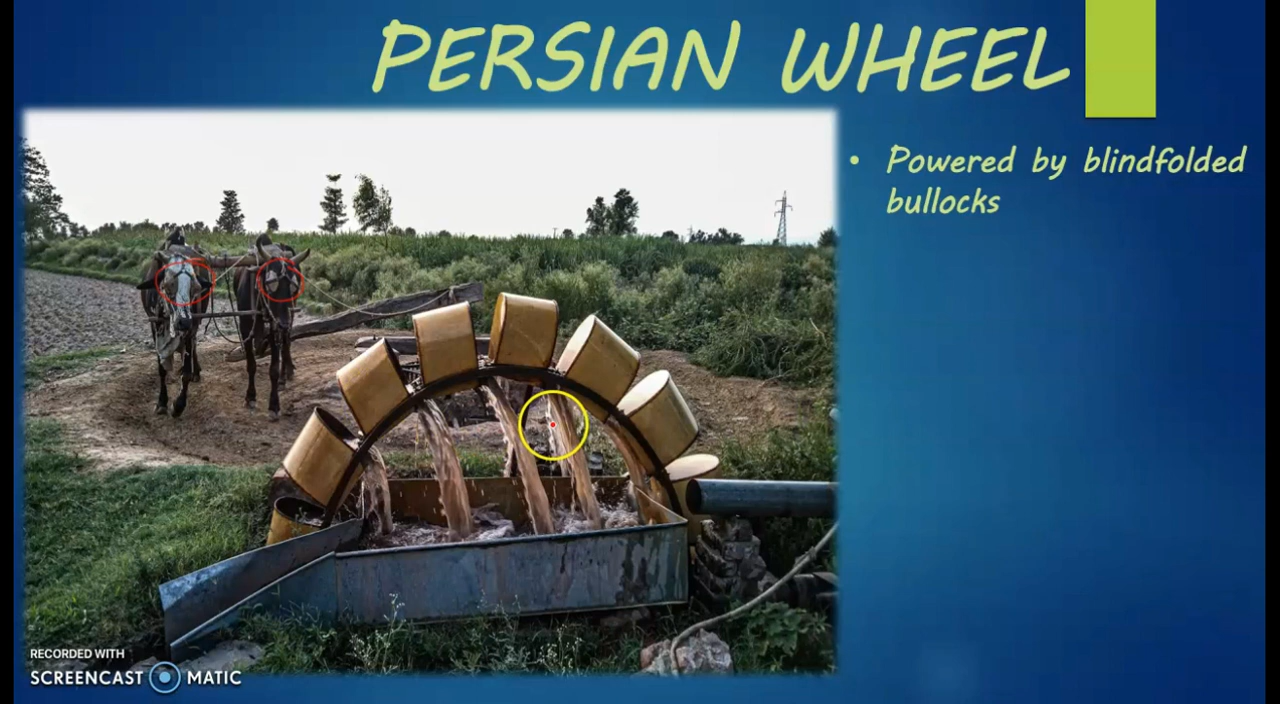 PERSIAN WHEEL
• Powered by blindfolded
bullocks
RECORDED WITH
SCREENCAST MATIC